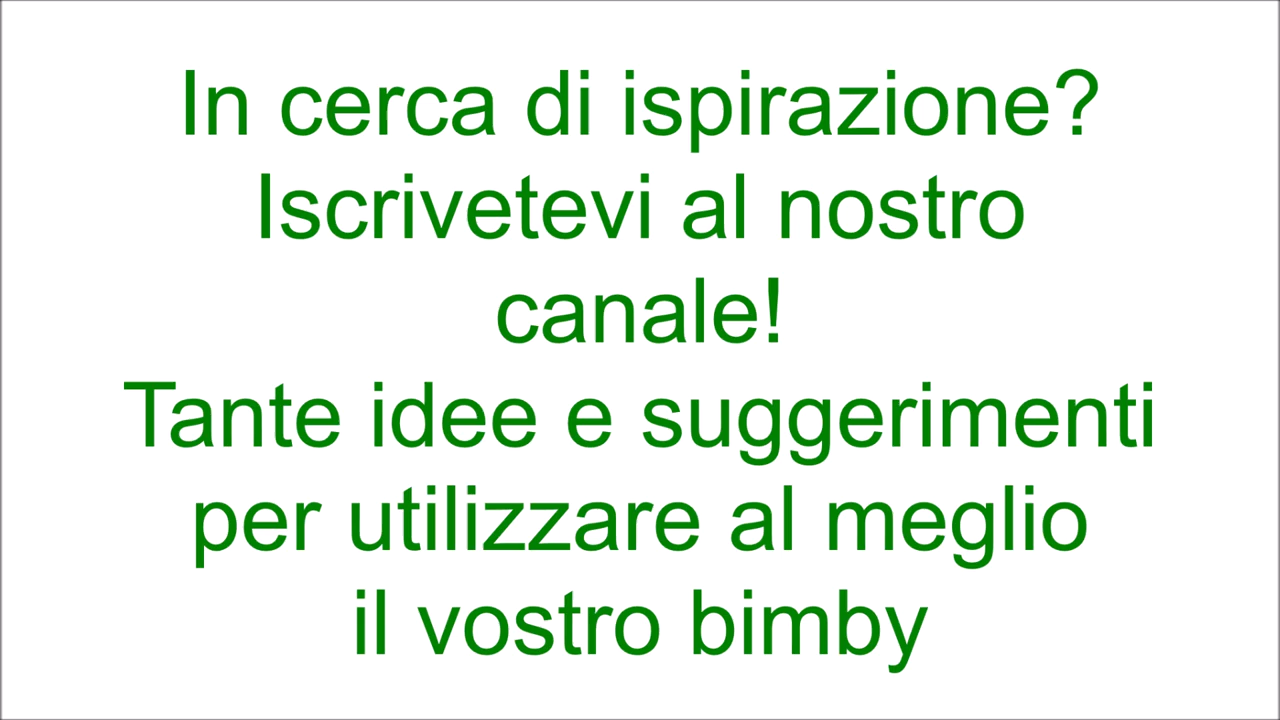 In cerca di ispirazione?
Iscrivetevi al nostro
canale!
Tante idee e suggerimenti
per utilizzare al meglio
il vostro bimby